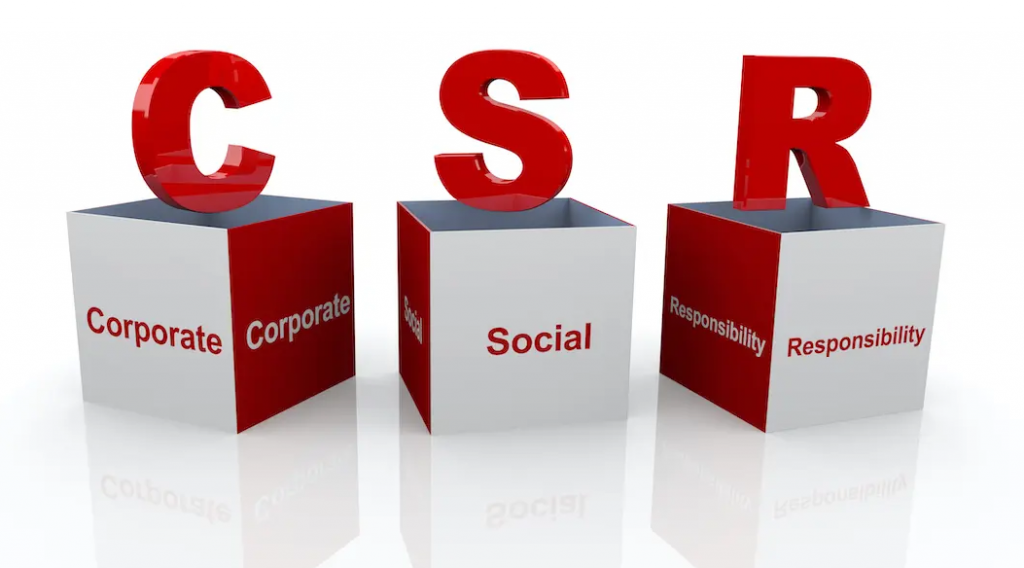 C S R
Corporate Corporate
Social Social
Responsibility Responsibility